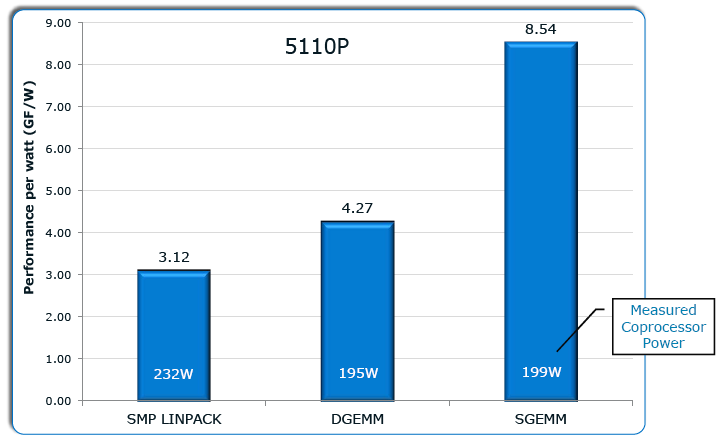 5110P
Performance per watt (GF/W)
9.00
8.00
7.00
6.00
5.00
4.00
3.00
2.00
1.00
0.00
3.12
4.27
8.54
232W
195W
199W
SMP LINPACK
DGEMM
SGEMM
Measured
Coprocessor
Power